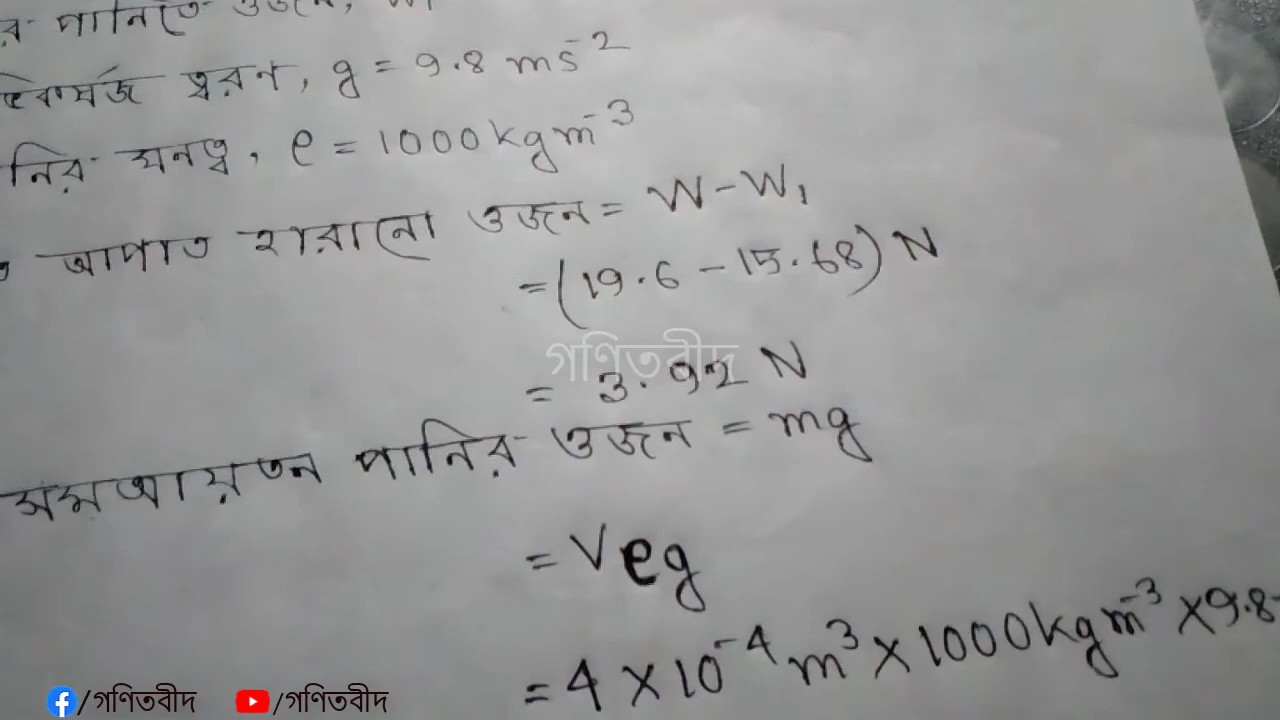 র পানিতে ওজন, W₁
কর্ষজ ত্বরণ, g = 9.8 ms⁻²
নির ঘনত্ব, ρ = 1000 kgm⁻³
আপাত হারানো ওজন = W - W₁
= (19.6 - 15.68) N
গণিতবীদ
= 3.92 N
সমআয়তন পানির ওজন = mg
= Vρg
= 4 × 10⁻⁴ m³ × 1000 kgm⁻³ × 9.8
/গণিতবীদ /গণিতবীদ